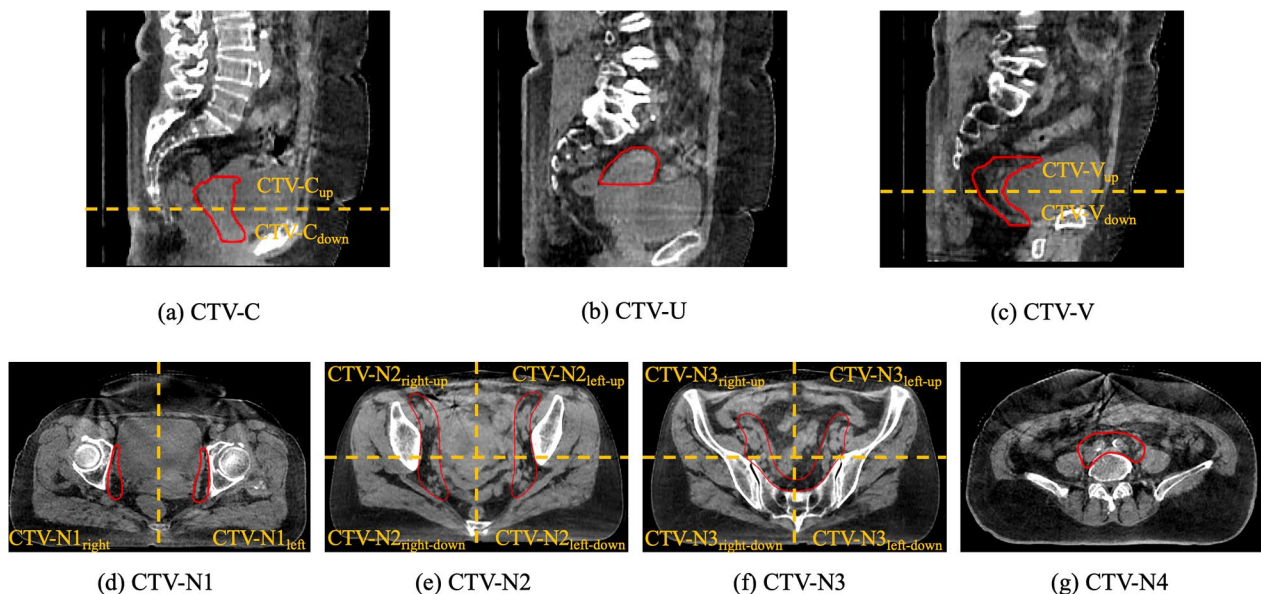 CTV-Cup
CTV-Cdown
CTV-Vup
CTV-Vdown
(a) CTV-C
(b) CTV-U
(c) CTV-V
CTV-N1right
CTV-N1left
CTV-N2right-up
CTV-N2left-up
CTV-N2right-down
CTV-N2left-down
CTV-N3right-up
CTV-N3left-up
CTV-N3right-down
CTV-N3left-down
(d) CTV-N1
(e) CTV-N2
(f) CTV-N3
(g) CTV-N4